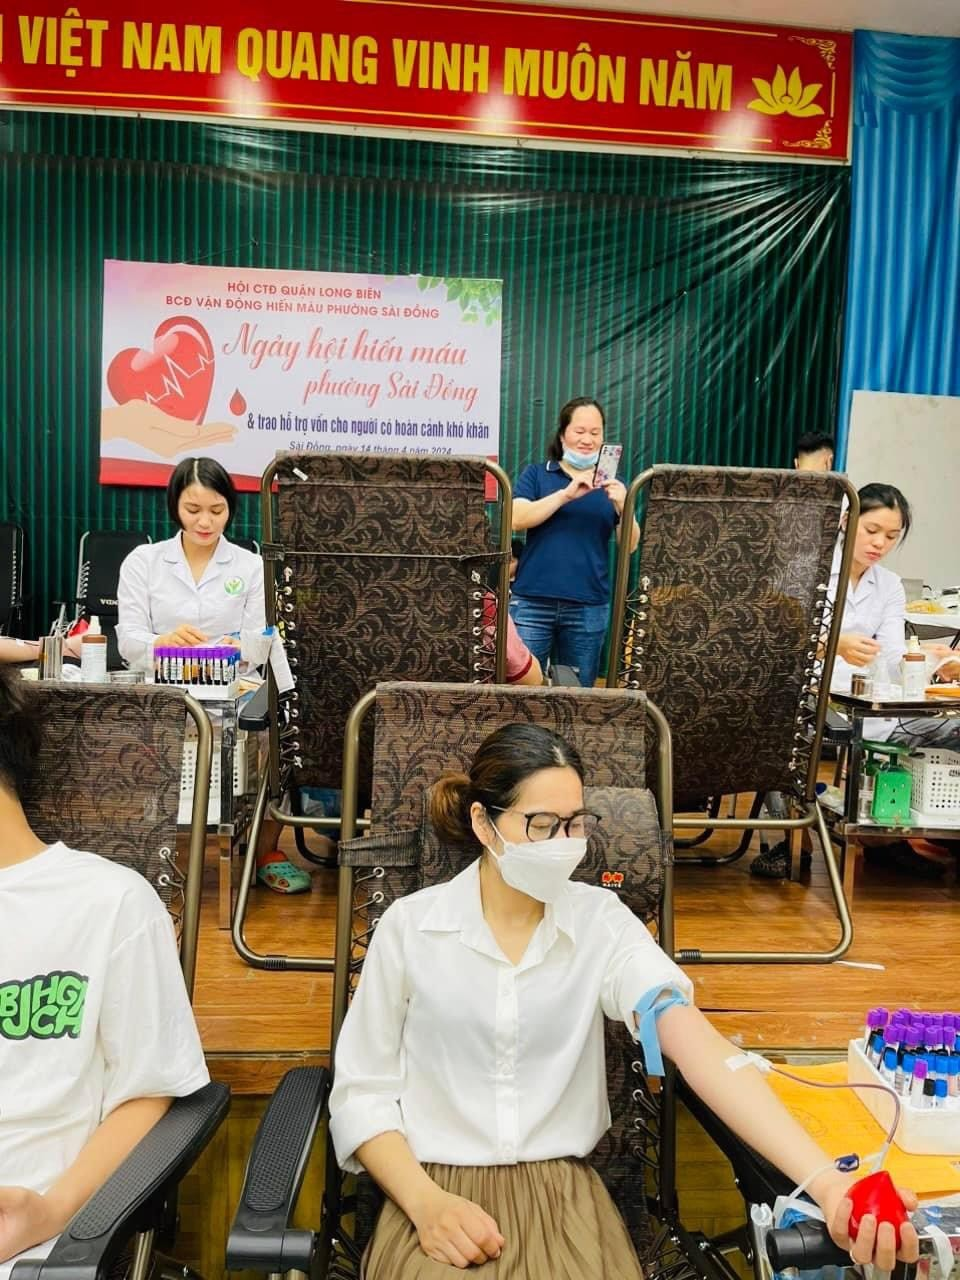 VIỆT NAM QUANG VINH MUÔN NĂM
HỘI CTĐ QUẬN LONG BIÊN
BCĐ VẬN ĐỘNG HIẾN MÁU PHƯỜNG SÀI ĐỒNG
Ngày hội hiến máu
phường Sài Đồng
& trao hỗ trợ vốn cho người có hoàn cảnh khó khăn
Sài Đồng, ngày 14 tháng 4 năm 2024